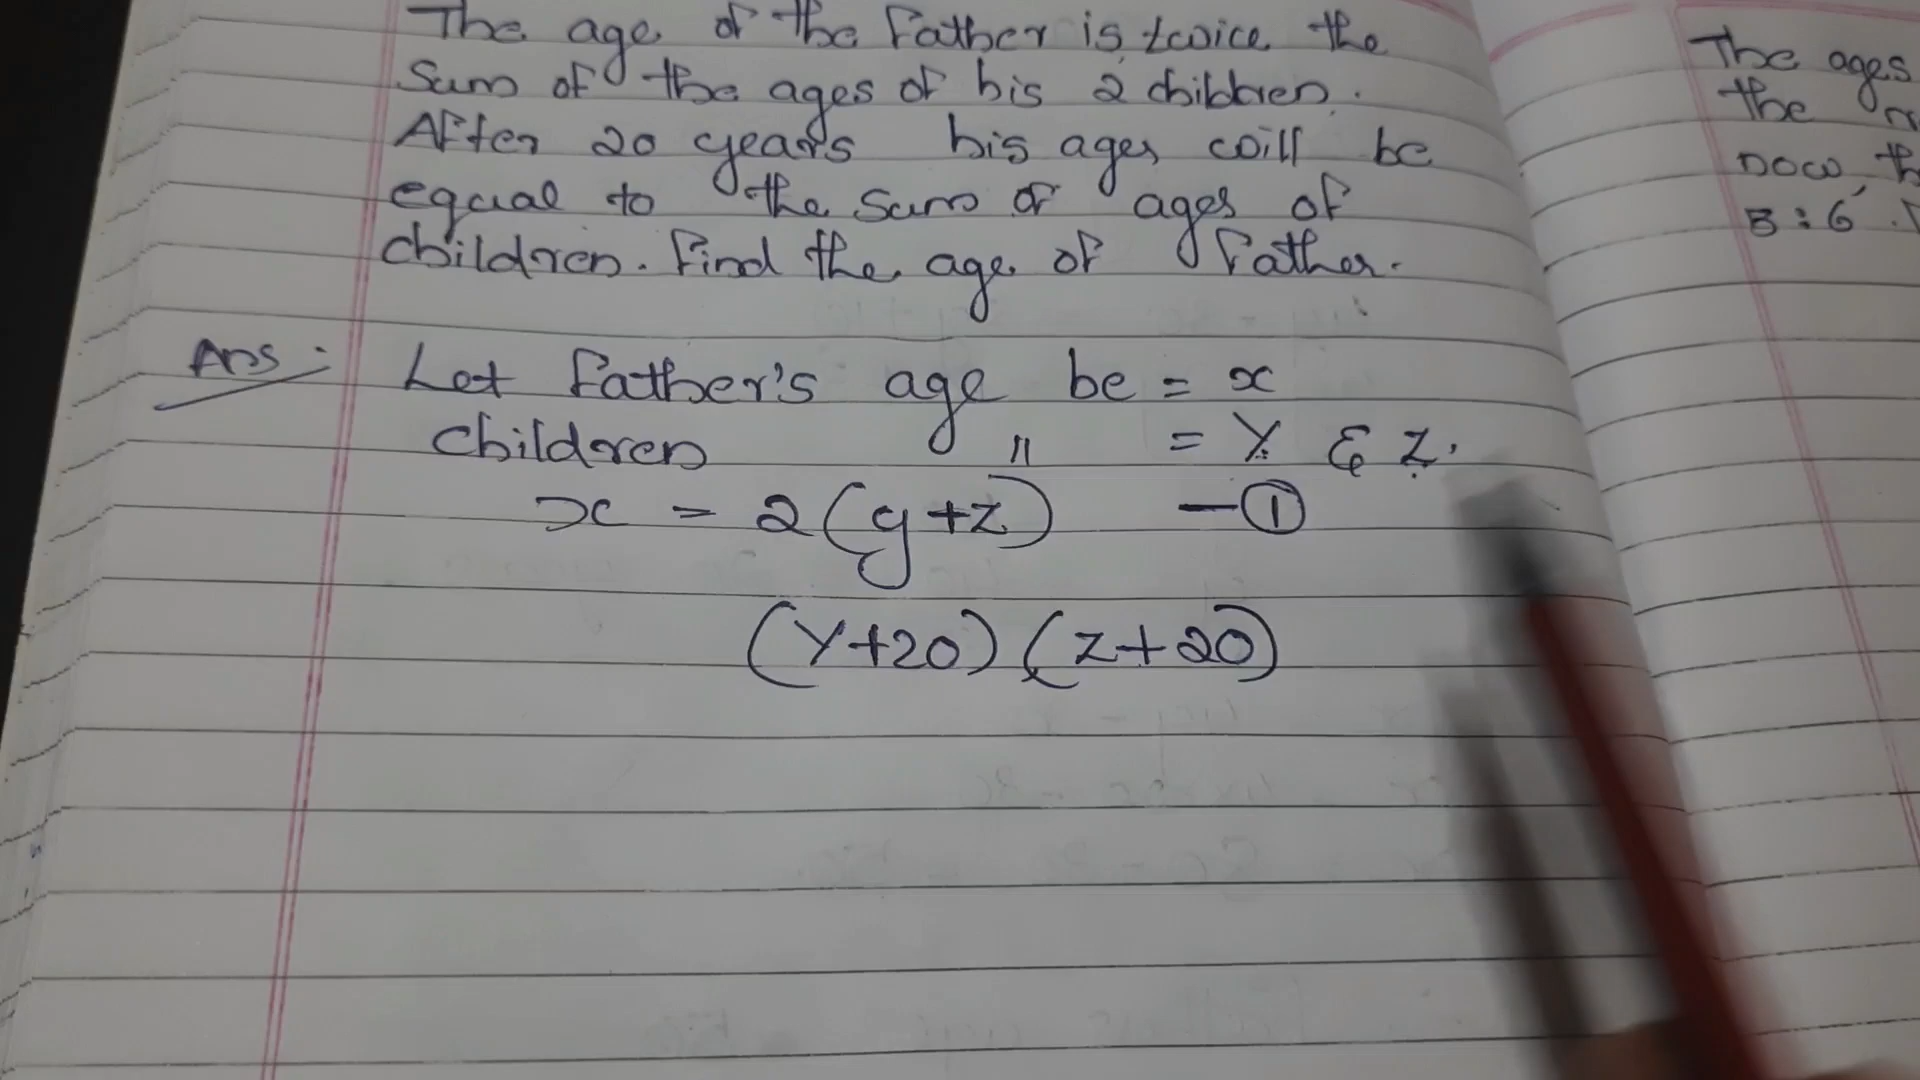 The age of the Father is twice the
Sum of the ages of his 2 children.
After 20 years his ages will be
equal to the sum of ages of
children. Find the age of Father.
Ans :- Let Father's age be = x
children " = Y & Z.
x = 2(y+z) - ①
(Y+20) (Z+20)
The ages
the
now, th
3:6.